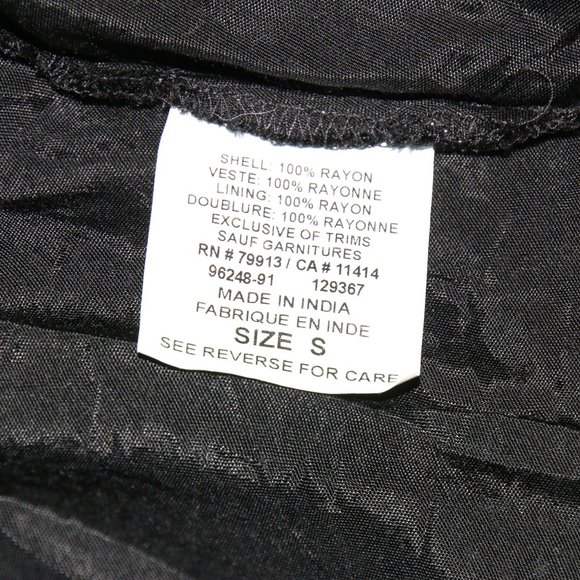 SHELL: 100% RAYON
VESTE: 100% RAYONNE
LINING: 100% RAYON
DOUBLURE: 100% RAYONNE
EXCLUSIVE OF TRIMS
SAUF GARNITURES
RN # 79913 / CA # 11414
96248-91 129367
MADE IN INDIA
FABRIQUE EN INDE
SIZE S
SEE REVERSE FOR CARE